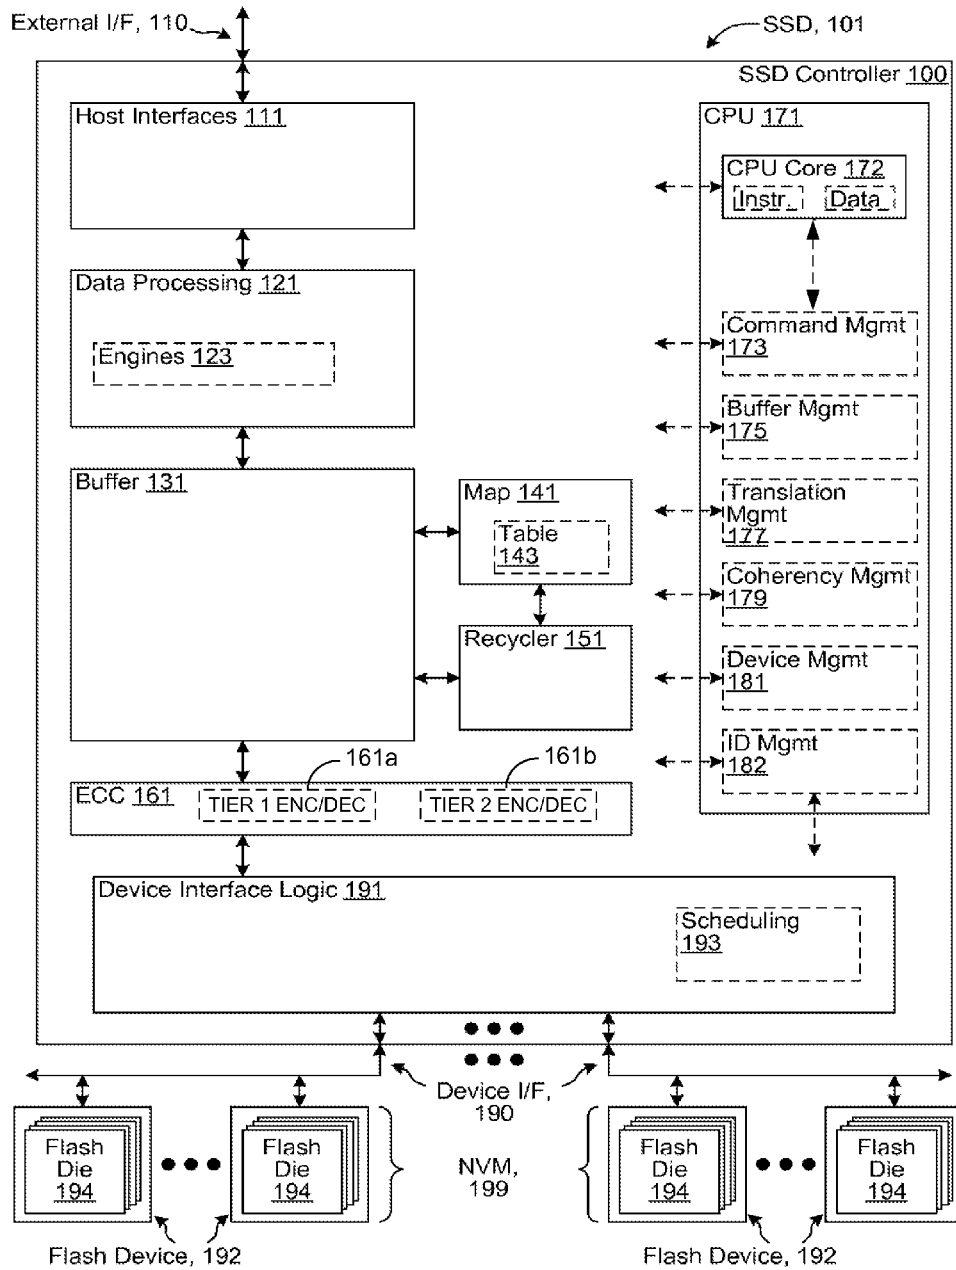 External I/F, 110
SSD, 101
SSD Controller 100
Host Interfaces 111
CPU 171
CPU Core 172
Instr.
Data
Data Processing 121
Engines 123
Command Mgmt
173
Buffer Mgmt
175
Buffer 131
Map 141
Table
143
Translation
Mgmt
177
Coherency Mgmt
179
Recycler 151
Device Mgmt
181
ID Mgmt
182
161a
161b
ECC 161
TIER 1 ENC/DEC
TIER 2 ENC/DEC
Device Interface Logic 191
Scheduling
193
Device I/F,
190
Flash
Die
194
Flash
Die
194
NVM,
199
Flash
Die
194
Flash
Die
194
Flash Device, 192
Flash Device, 192